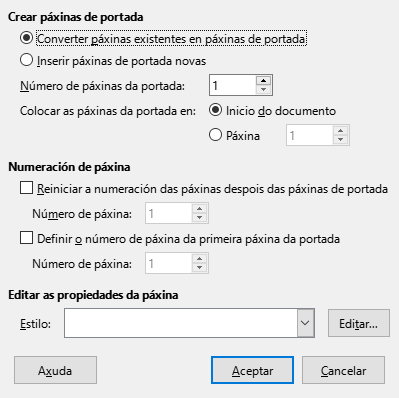 Crear páxinas de portada
Converter páxinas existentes en páxinas de portada
Inserir páxinas de portada novas
Número de páxinas da portada: 1
Colocar as páxinas da portada en: Inicio do documento
Páxina 1
Numeración de páxina
Reiniciar a numeración das páxinas despois das páxinas de portada
Número de páxina: 1
Definir o número de páxina da primeira páxina da portada
Número de páxina: 1
Editar as propiedades da páxina
Estilo: Editar...
Axuda Aceptar Cancelar